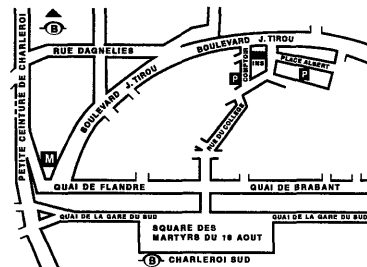 B
RUE DAGNELIES
BOULEVARD J. TIROU
COMPTOIR
INS
P
PLACE ALBERT
P
PETITE CEINTURE DE CHARLEROI
BOULEVARD J. TIROU
RUE DU COLLEGE
M
QUAI DE FLANDRE
QUAI DE BRABANT
QUAI DE LA GARE DU SUD
QUAI DE LA GARE DU SUD
SQUARE DES
MARTYRS DU 18 AOUT
B CHARLEROI SUD